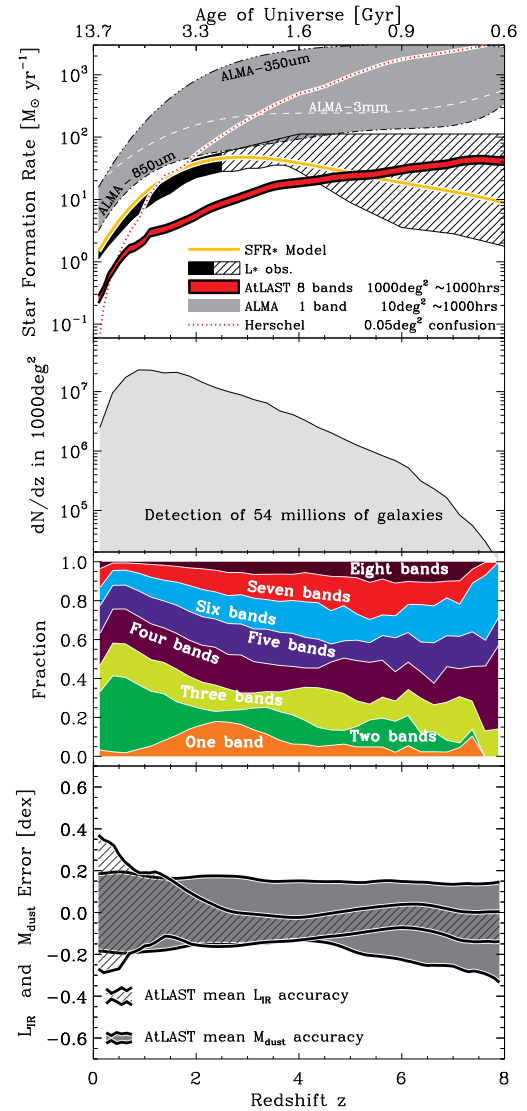 Age of Universe [Gyr]
13.7 3.3 1.6 0.9 0.6
Star Formation Rate [M⊙ yr⁻¹]
10³
10²
10¹
10⁰
10⁻¹
ALMA-350um
ALMA-3mm
ALMA-850um
SFR* Model
L* obs.
AtLAST 8 bands 1000deg² ~1000hrs
ALMA 1 band 10deg² ~1000hrs
Herschel 0.05deg² confusion
dN/dz in 1000deg²
10⁷
10⁶
10⁵
Detection of 54 millions of galaxies
Fraction
1.0
0.8
0.6
0.4
0.2
0.0
Eight bands
Seven bands
Six bands
Five bands
Four bands
Three bands
Two bands
One band
L_IR and M_dust Error [dex]
0.6
0.4
0.2
0.0
-0.2
-0.4
-0.6
AtLAST mean L_IR accuracy
AtLAST mean M_dust accuracy
0 2 4 6 8
Redshift z